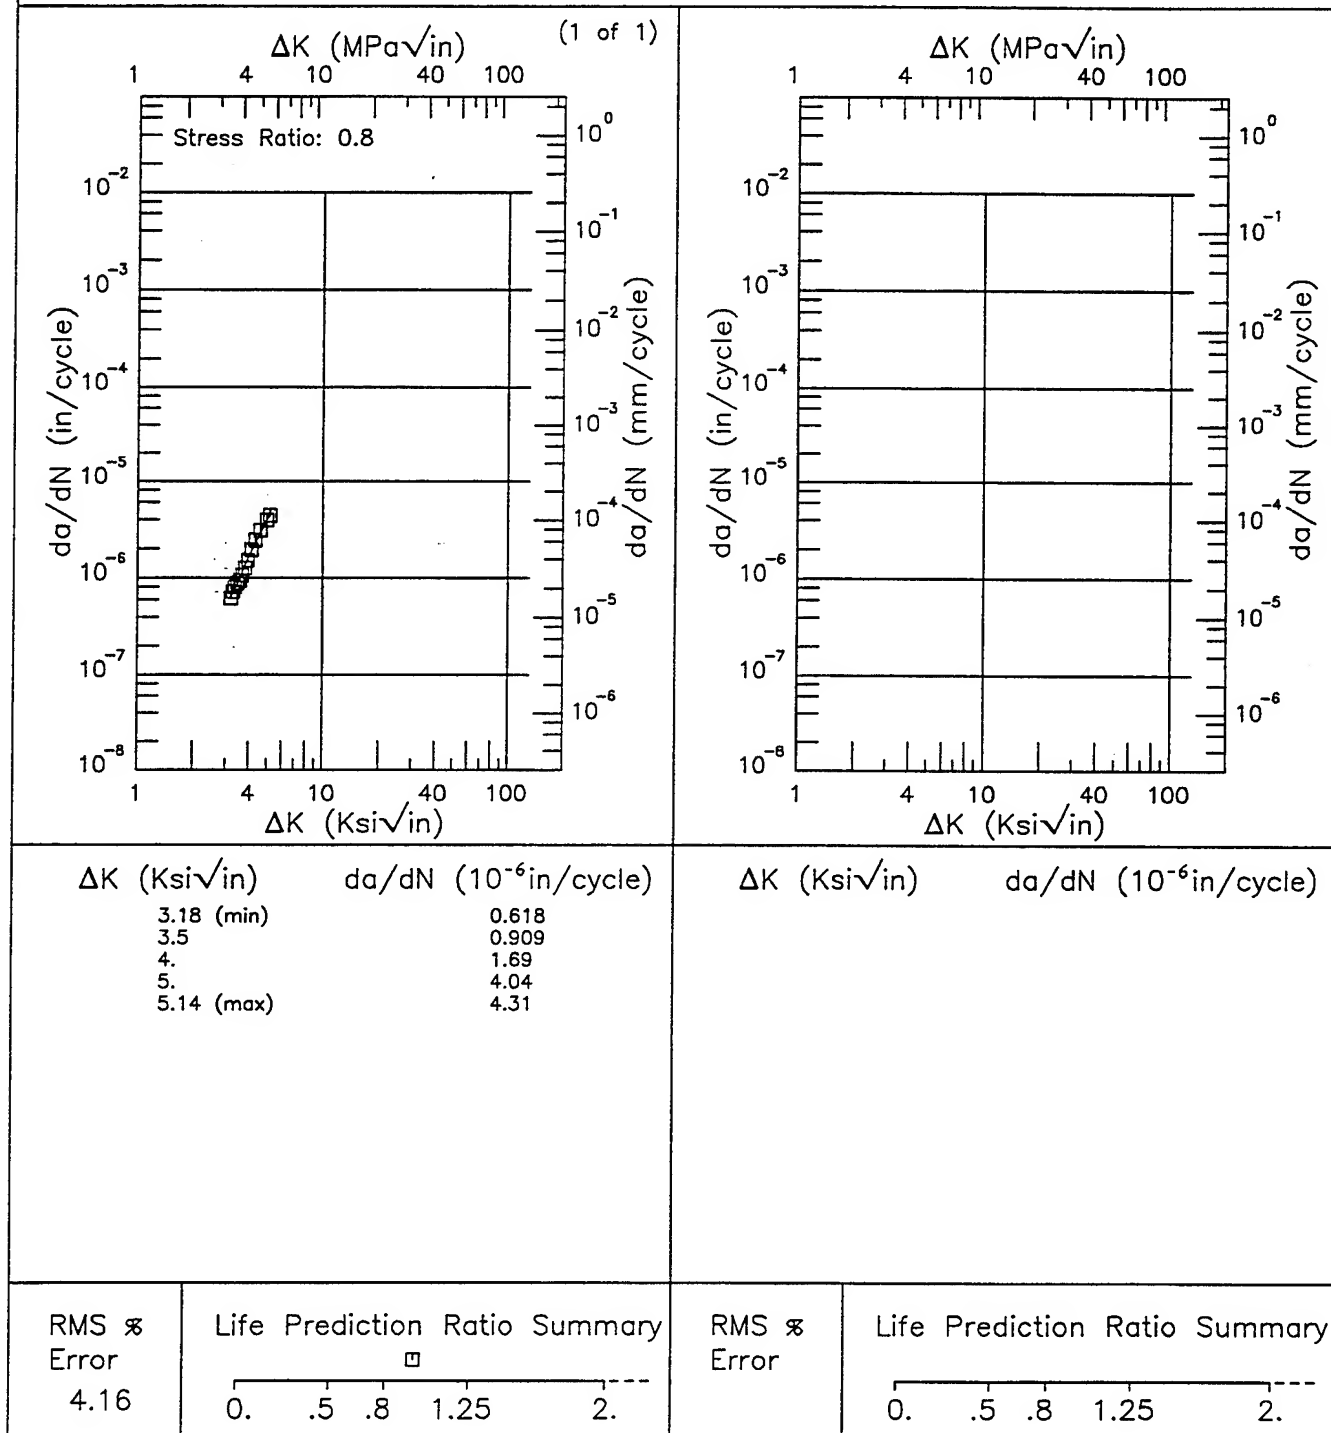 (1 of 1)
ΔK (MPa√in)
1 4 10 40 100
Stress Ratio: 0.8
da/dN (in/cycle)
10⁻²
10⁻³
10⁻⁴
10⁻⁵
10⁻⁶
10⁻⁷
10⁻⁸
10⁰
10⁻¹
10⁻²
10⁻³
10⁻⁴
10⁻⁵
10⁻⁶
da/dN (mm/cycle)
1 4 10 40 100
ΔK (Ksi√in)
ΔK (MPa√in)
1 4 10 40 100
da/dN (in/cycle)
10⁻²
10⁻³
10⁻⁴
10⁻⁵
10⁻⁶
10⁻⁷
10⁻⁸
10⁰
10⁻¹
10⁻²
10⁻³
10⁻⁴
10⁻⁵
10⁻⁶
da/dN (mm/cycle)
1 4 10 40 100
ΔK (Ksi√in)
ΔK (Ksi√in) da/dN (10⁻⁶in/cycle)
3.18 (min) 0.618
3.5 0.909
4. 1.69
5. 4.04
5.14 (max) 4.31
ΔK (Ksi√in) da/dN (10⁻⁶in/cycle)
RMS %
Error
4.16
Life Prediction Ratio Summary
0. .5 .8 1.25 2.
RMS %
Error
Life Prediction Ratio Summary
0. .5 .8 1.25 2.